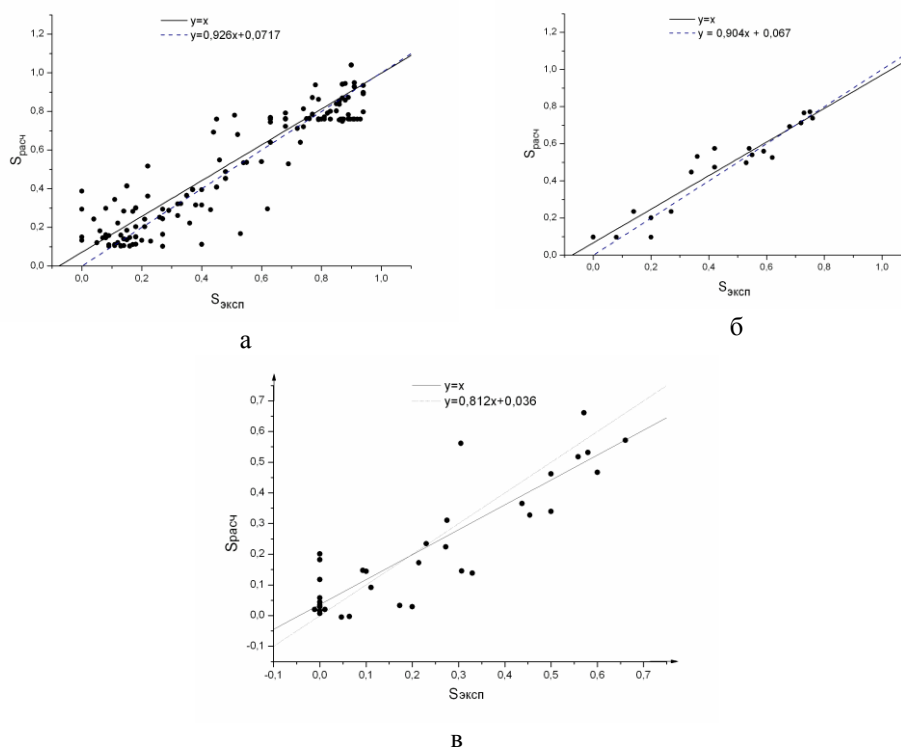 y=x
y=0,926x+0,0717
1,2
1,0
0,8
0,6
0,4
0,2
0,0
Sрасч
0,0 0,2 0,4 0,6 0,8 1,0
Sэксп
а
y=x
y = 0,904x + 0,067
1,2
1,0
0,8
0,6
0,4
0,2
0,0
Sрасч
0,0 0,2 0,4 0,6 0,8 1,0
Sэксп
б
y=x
y=0,812x+0,036
0,7
0,6
0,5
0,4
0,3
0,2
0,1
0,0
-0,1
Sрасч
-0,1 0,0 0,1 0,2 0,3 0,4 0,5 0,6 0,7
Sэксп
в